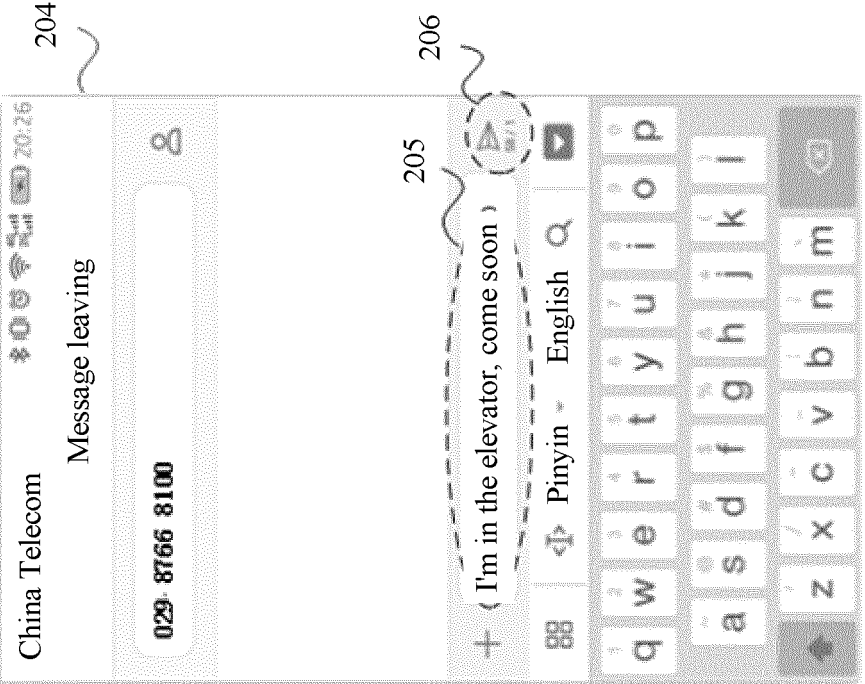 204
China Telecom 20:26
Message leaving
029 8766 8100
205
206
I'm in the elevator, come soon
Pinyin English
q w e r t y u i o p
a s d f g h j k l
z x c v b n m